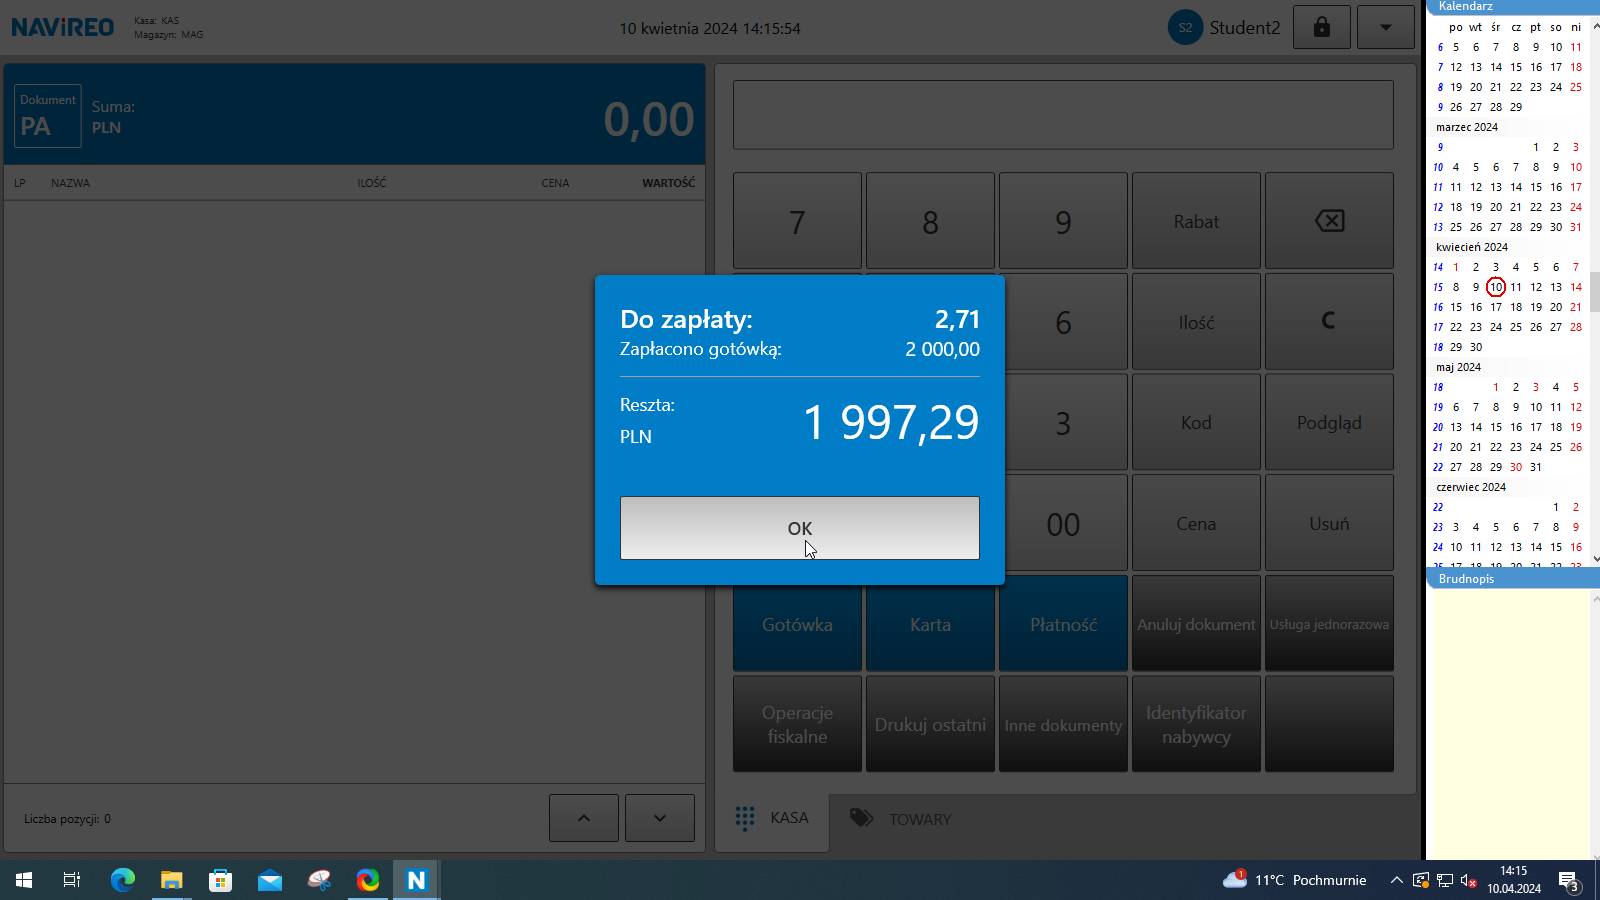 NAViREO
Kasa: KAS
Magazyn: MAG
10 kwietnia 2024 14:15:54
S2 Student2
Dokument
PA
Suma:
PLN
0,00
LP NAZWA ILOŚĆ CENA WARTOŚĆ
Liczba pozycji: 0
7 8 9 Rabat
6 Ilość C
3 Kod Podgląd
00 Cena Usuń
Gotówka Karta Płatność Anuluj dokument Usługa jednorazowa
Operacje fiskalne Drukuj ostatni Inne dokumenty Identyfikator nabywcy
KASA TOWARY
Do zapłaty: 2,71
Zapłacono gotówką: 2 000,00
Reszta:
PLN
1 997,29
OK
Kalendarz
po wt śr cz pt so ni
6 5 6 7 8 9 10 11
7 12 13 14 15 16 17 18
8 19 20 21 22 23 24 25
9 26 27 28 29
marzec 2024
9 1 2 3
10 4 5 6 7 8 9 10
11 11 12 13 14 15 16 17
12 18 19 20 21 22 23 24
13 25 26 27 28 29 30 31
kwiecień 2024
14 1 2 3 4 5 6 7
15 8 9 10 11 12 13 14
16 15 16 17 18 19 20 21
17 22 23 24 25 26 27 28
18 29 30
maj 2024
18 1 2 3 4 5
19 6 7 8 9 10 11 12
20 13 14 15 16 17 18 19
21 20 21 22 23 24 25 26
22 27 28 29 30 31
czerwiec 2024
22 1 2
23 3 4 5 6 7 8 9
24 10 11 12 13 14 15 16
25 17 18 19 20 21 22 23
Brudnopis
N
1
11°C Pochmurnie
14:15
10.04.2024
3